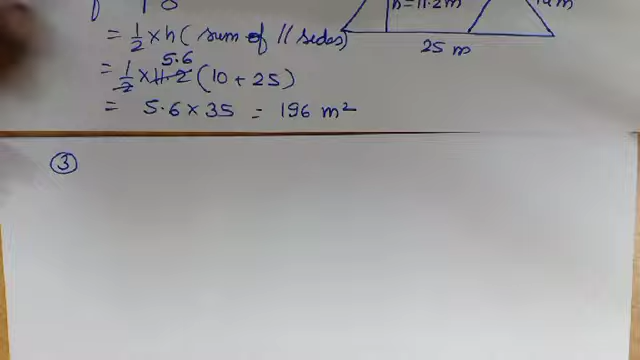 h = 11.2 m
14 m
= 1/2 × h ( sum of || sides)
25 m
5.6
= 1/2 × 11.2 (10 + 25)
= 5.6 × 35 = 196 m²
③